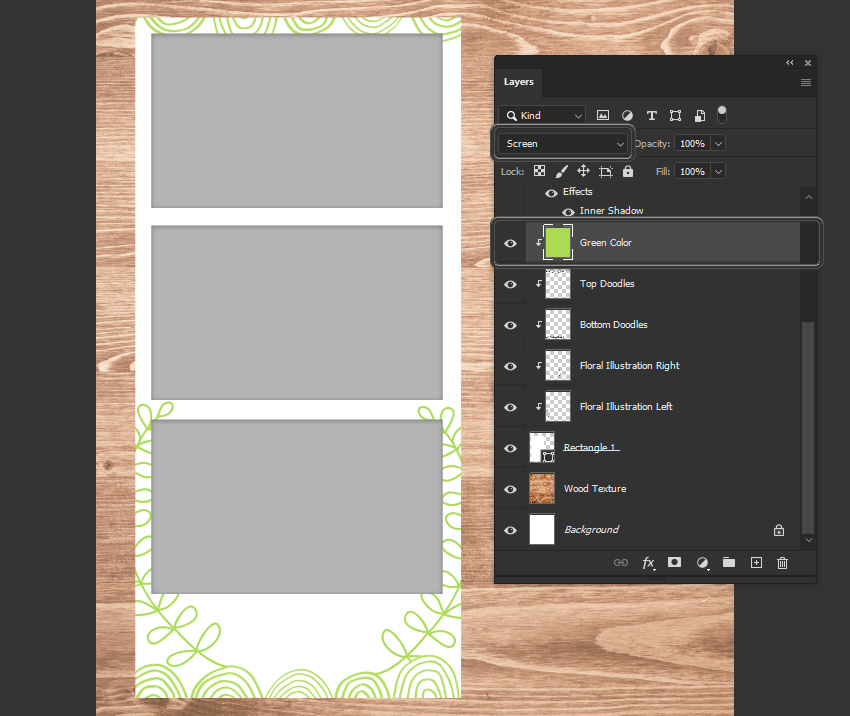 Layers
Kind
Screen
Opacity: 100%
Lock:
Fill: 100%
Effects
Inner Shadow
Green Color
Top Doodles
Bottom Doodles
Floral Illustration Right
Floral Illustration Left
Rectangle 1
Wood Texture
Background
fx